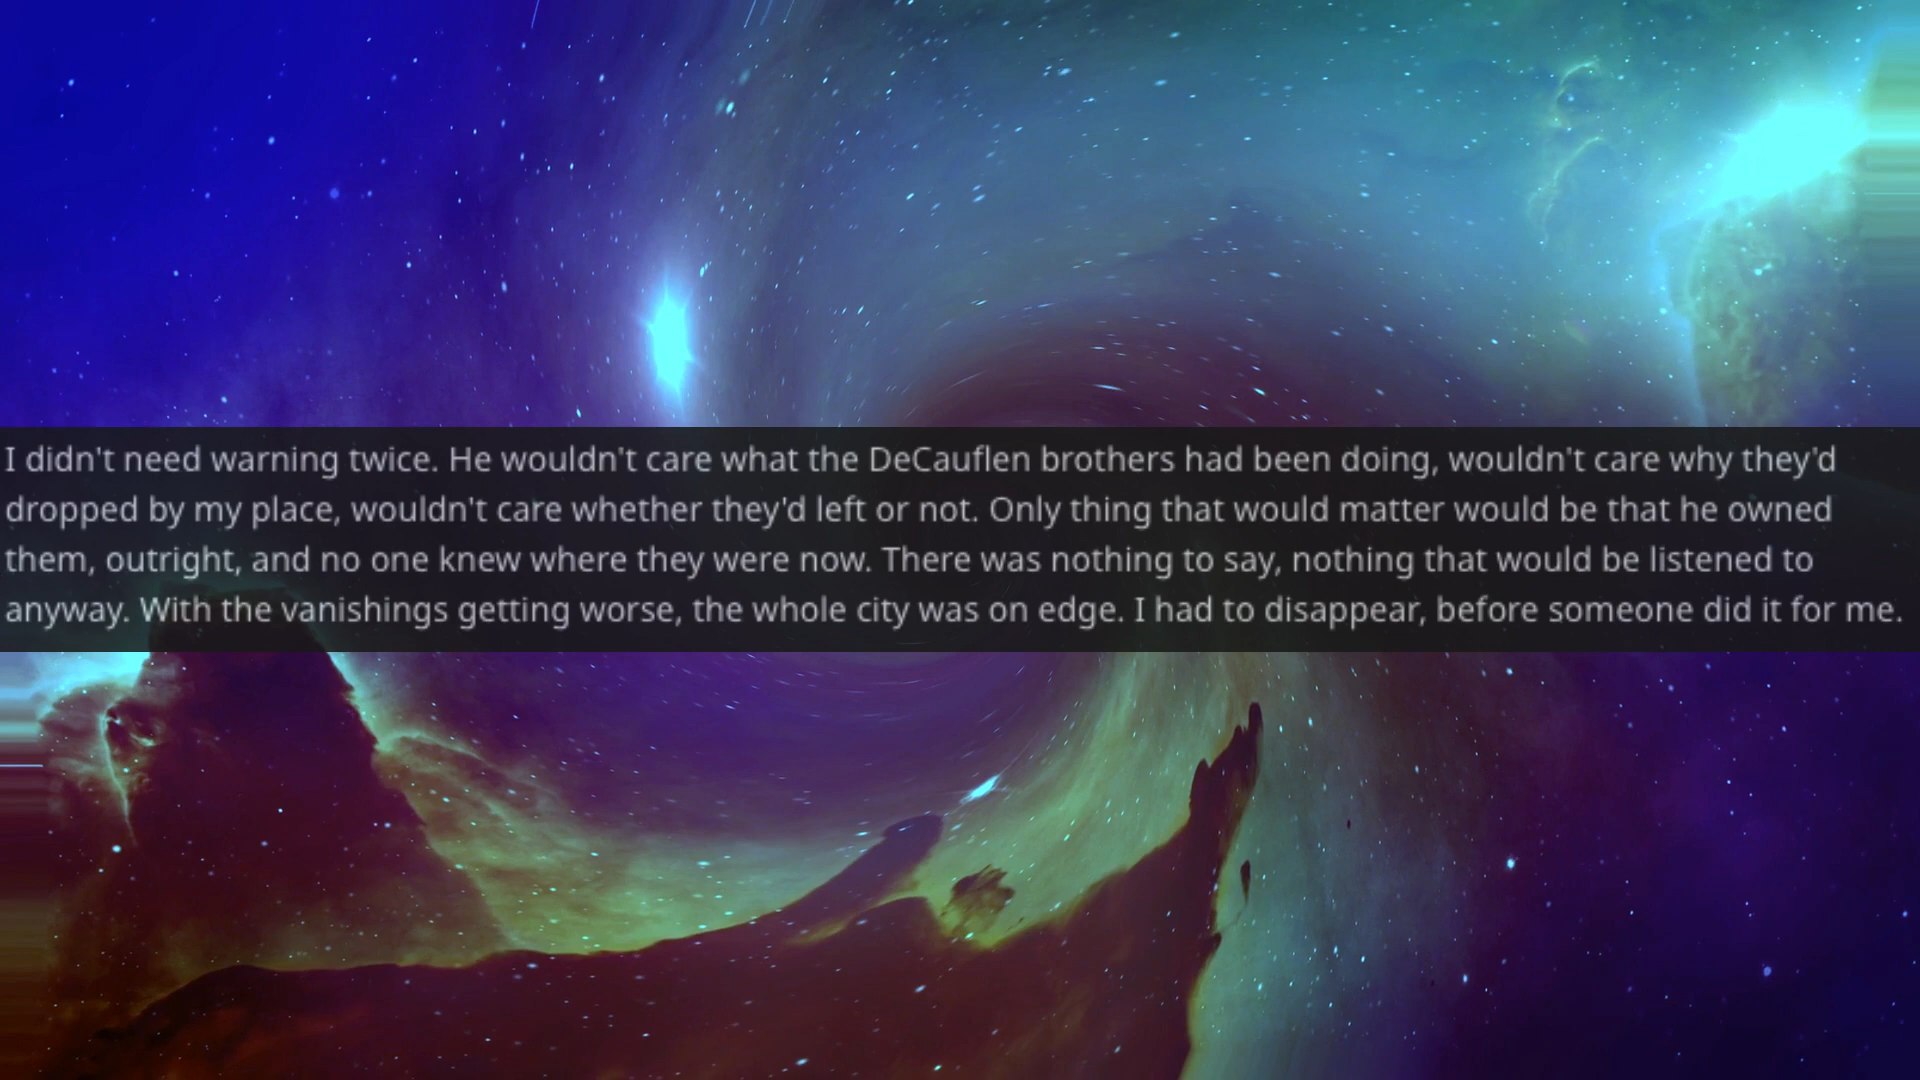 I didn't need warning twice. He wouldn't care what the DeCauflen brothers had been doing, wouldn't care why they'd
dropped by my place, wouldn't care whether they'd left or not. Only thing that would matter would be that he owned
them, outright, and no one knew where they were now. There was nothing to say, nothing that would be listened to
anyway. With the vanishings getting worse, the whole city was on edge. I had to disappear, before someone did it for me.